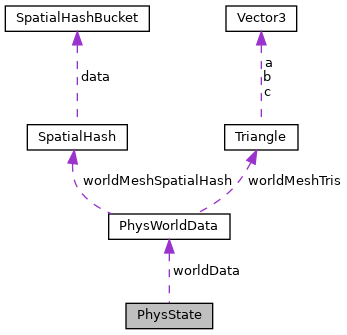 SpatialHashBucket
Vector3
data
a
b
c
SpatialHash
Triangle
worldMeshSpatialHash
worldMeshTris
PhysWorldData
worldData
PhysState